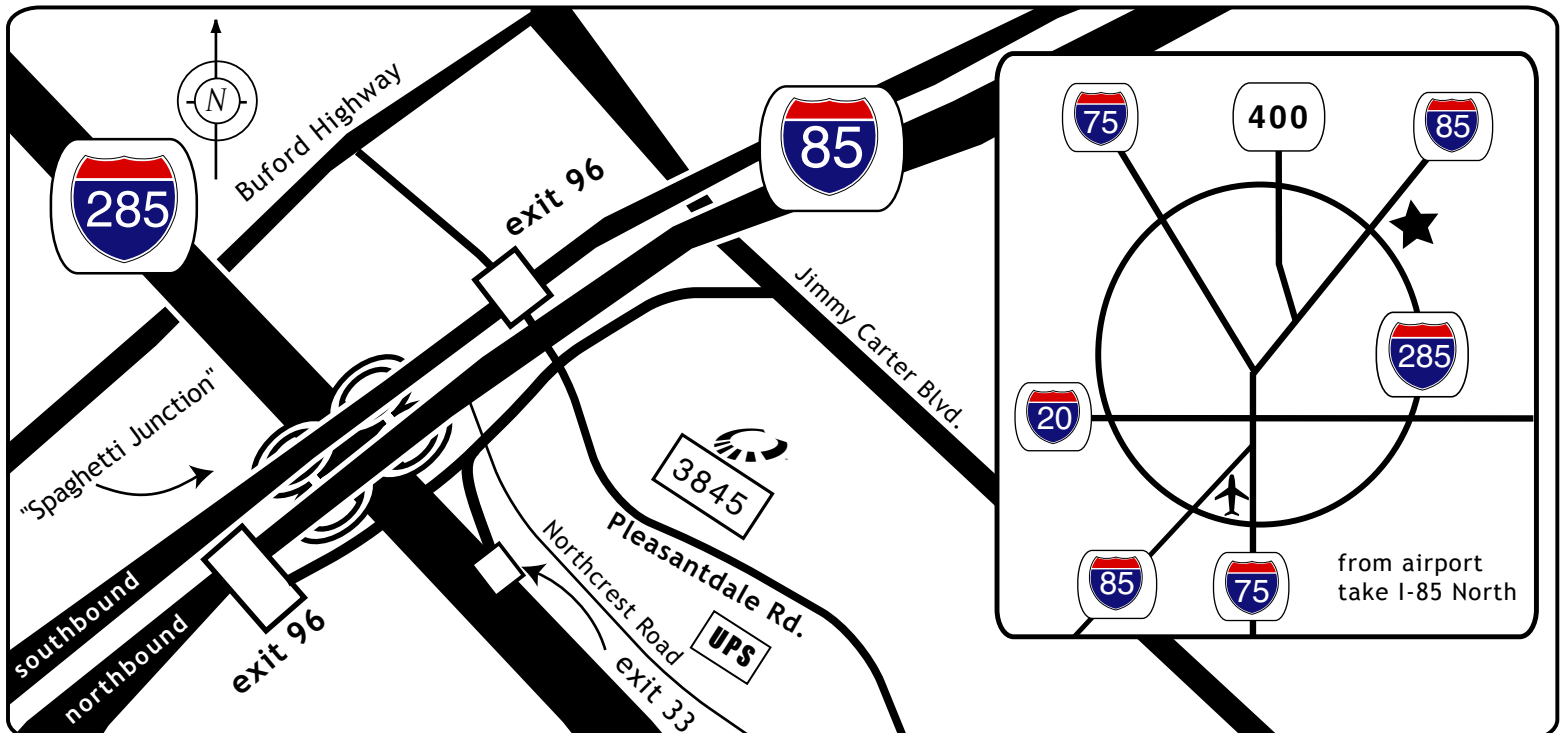 N
Buford Highway
285
exit 96
85
Jimmy Carter Blvd.
"Spaghetti Junction"
3845
Pleasantdale Rd.
Northcrest Road
UPS
exit 33
southbound
northbound
exit 96
75
400
85
285
20
85
75
from airport
take I-85 North